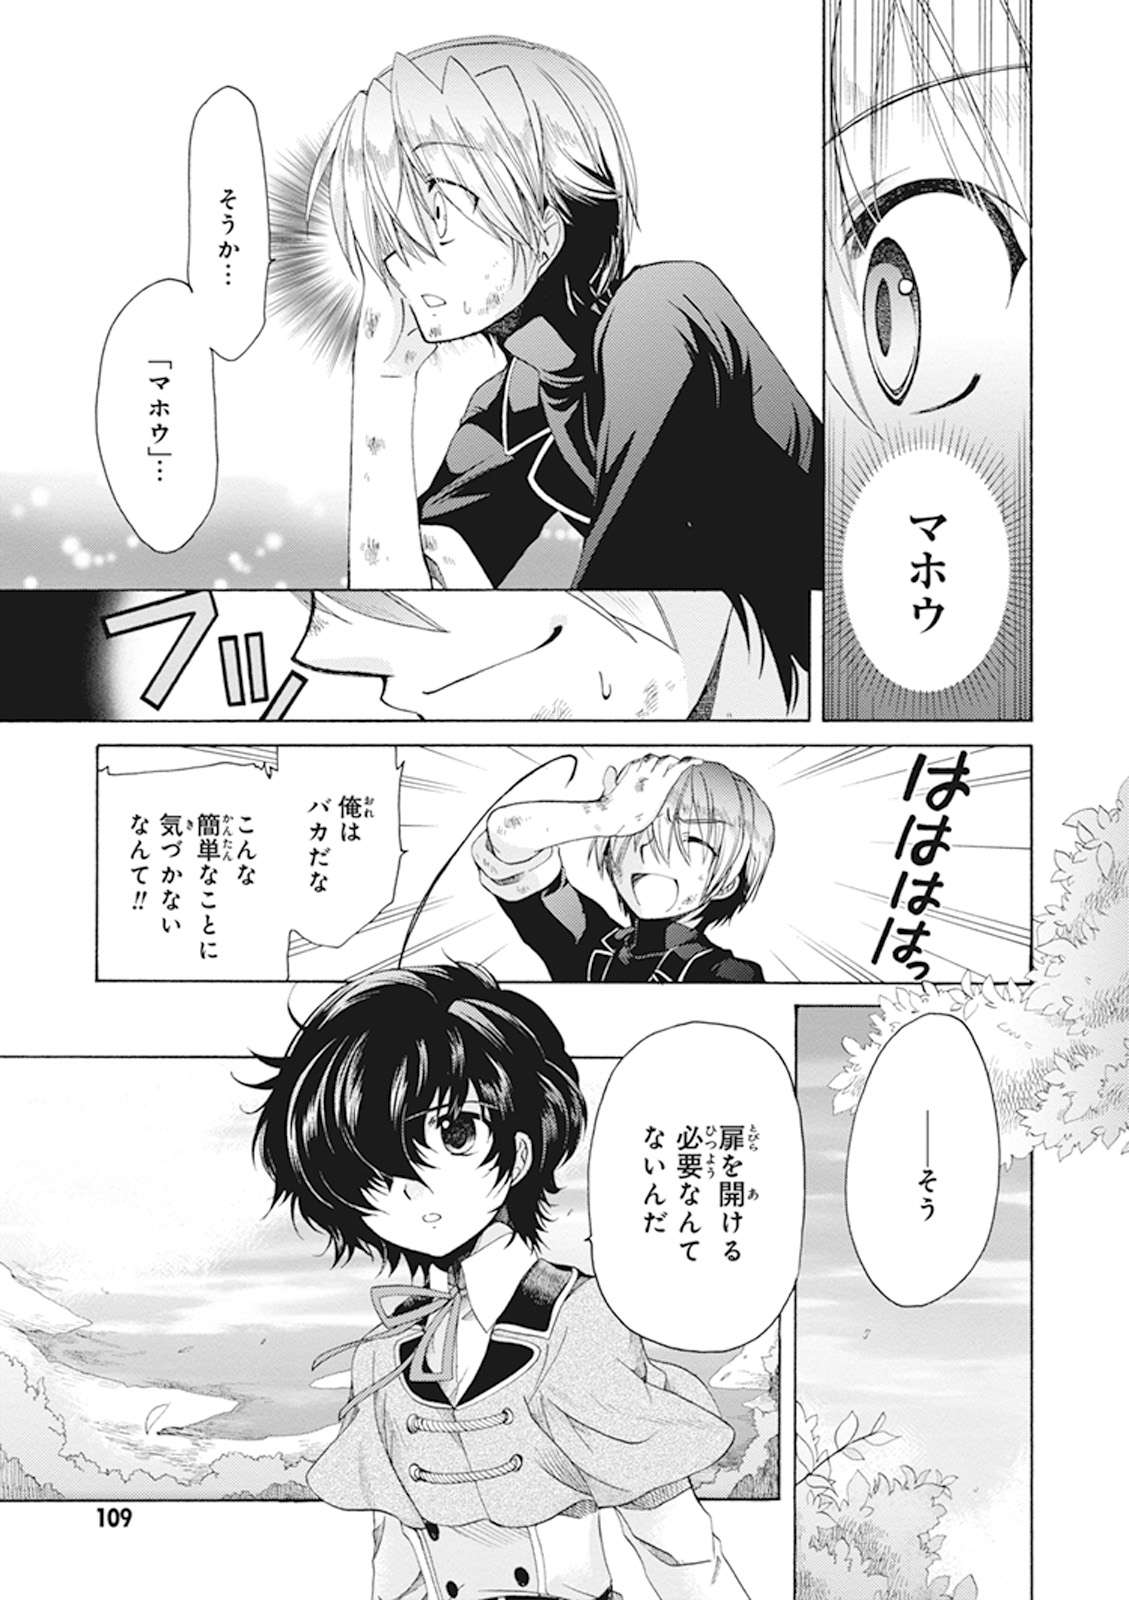 マホウ
そうか…
「マホウ」…
フッ
ははははっ
俺は
バカだな
こんな
簡単なことに
気づかない
なんて!!
──そう
扉を開ける
必要なんて
ないんだ
109